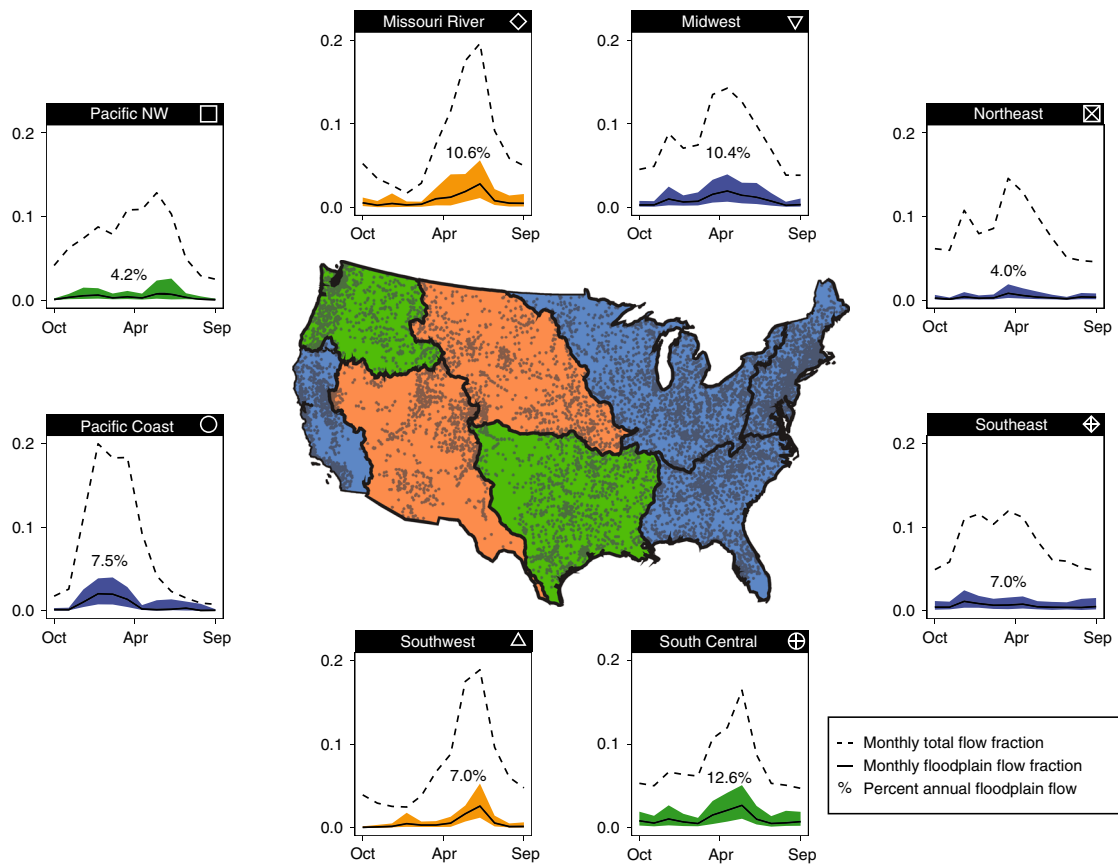 Missouri River
0.2
0.1
0.0
10.6%
Oct Apr Sep
Midwest
0.2
0.1
0.0
10.4%
Oct Apr Sep
Pacific NW
0.2
0.1
0.0
4.2%
Oct Apr Sep
Northeast
0.2
0.1
0.0
4.0%
Oct Apr Sep
Pacific Coast
0.2
0.1
0.0
7.5%
Oct Apr Sep
Southeast
0.2
0.1
0.0
7.0%
Oct Apr Sep
Southwest
0.2
0.1
0.0
7.0%
Oct Apr Sep
South Central
0.2
0.1
0.0
12.6%
Oct Apr Sep
Monthly total flow fraction
Monthly floodplain flow fraction
% Percent annual floodplain flow